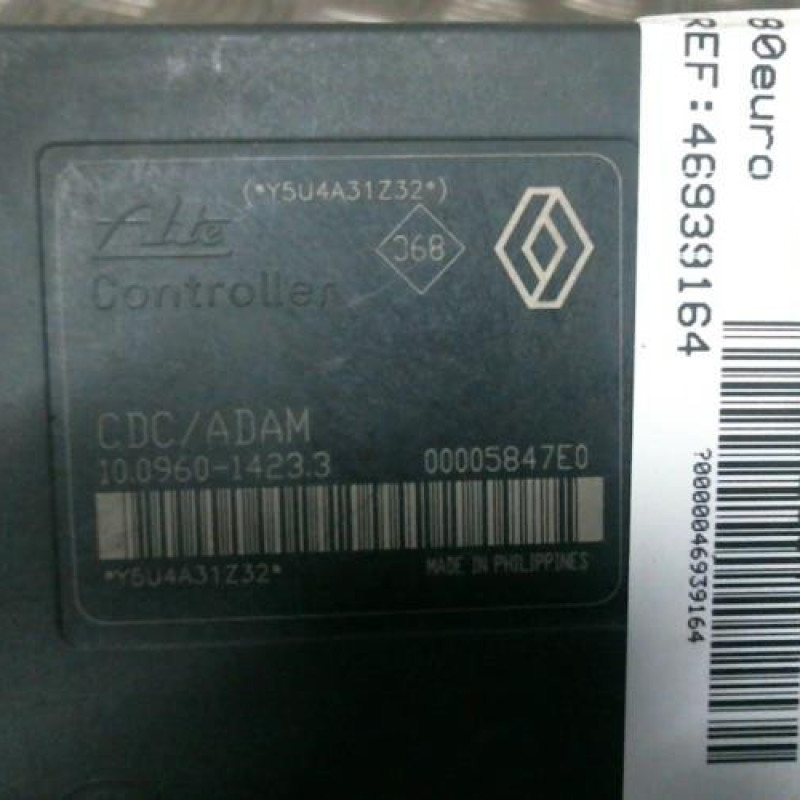 (*Y5U4A31Z32*)
Ate
J68
Controller
CDC/ADAM
10.0960-1423.3
00005847E0
*Y5U4A31Z32*
MADE IN PHILIPPINES
80euro
REF:46939164
?0000046939164